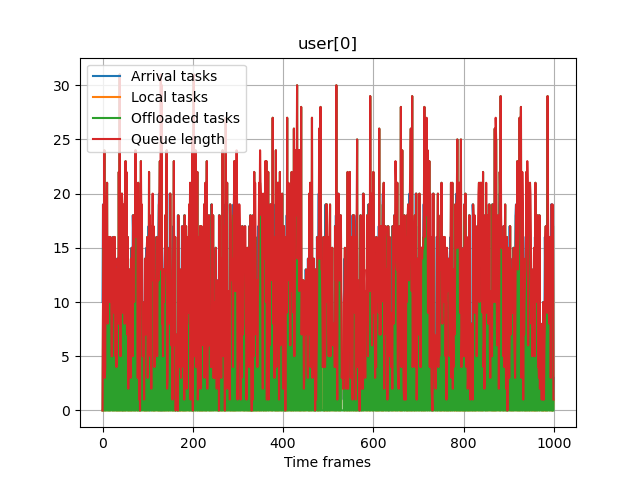 user[0]
Arrival tasks
Local tasks
Offloaded tasks
Queue length
30
25
20
15
10
5
0
0 200 400 600 800 1000
Time frames